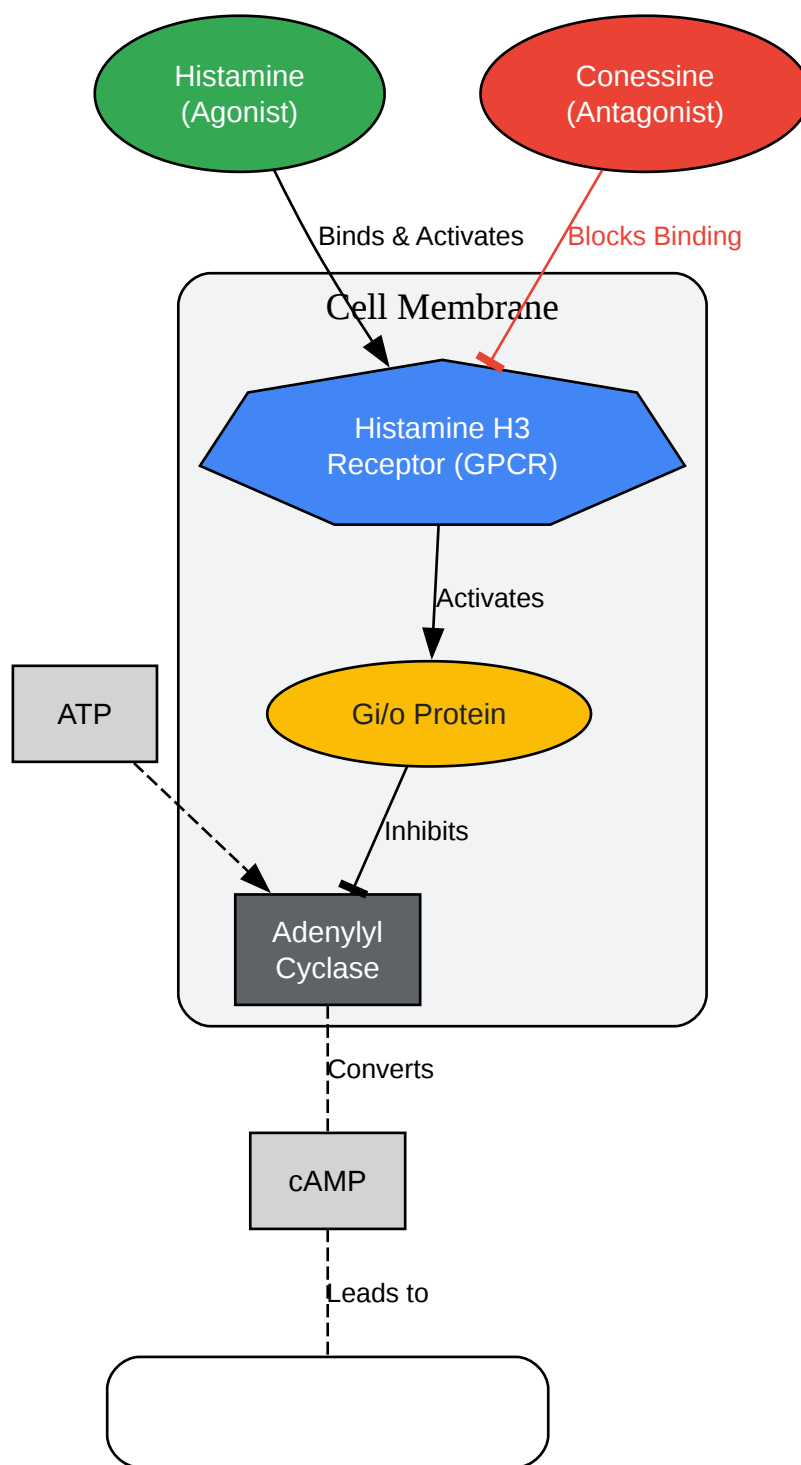 Histamine
(Agonist)
Conessine
(Antagonist)
Binds & Activates
Blocks Binding
Cell Membrane
Histamine H3
Receptor (GPCR)
Activates
ATP
Gi/o Protein
Inhibits
Adenylyl
Cyclase
Converts
cAMP
Leads to